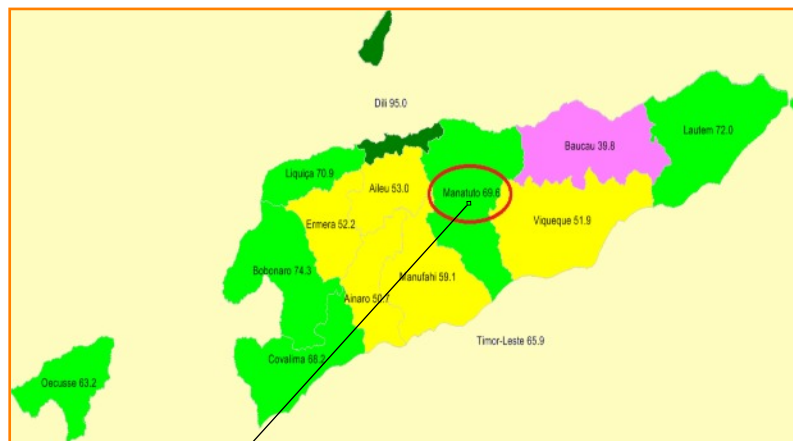 Dili 95.0
Lautem 72.0
Baucau 39.8
Liquiça 70.9
Aileu 53.0
Manatuto 69.6
Ermera 52.2
Viqueque 51.9
Bobonaro 74.3
Manufahi 59.1
Ainaro 50.7
Timor-Leste 65.9
Covalima 68.2
Oecusse 63.2